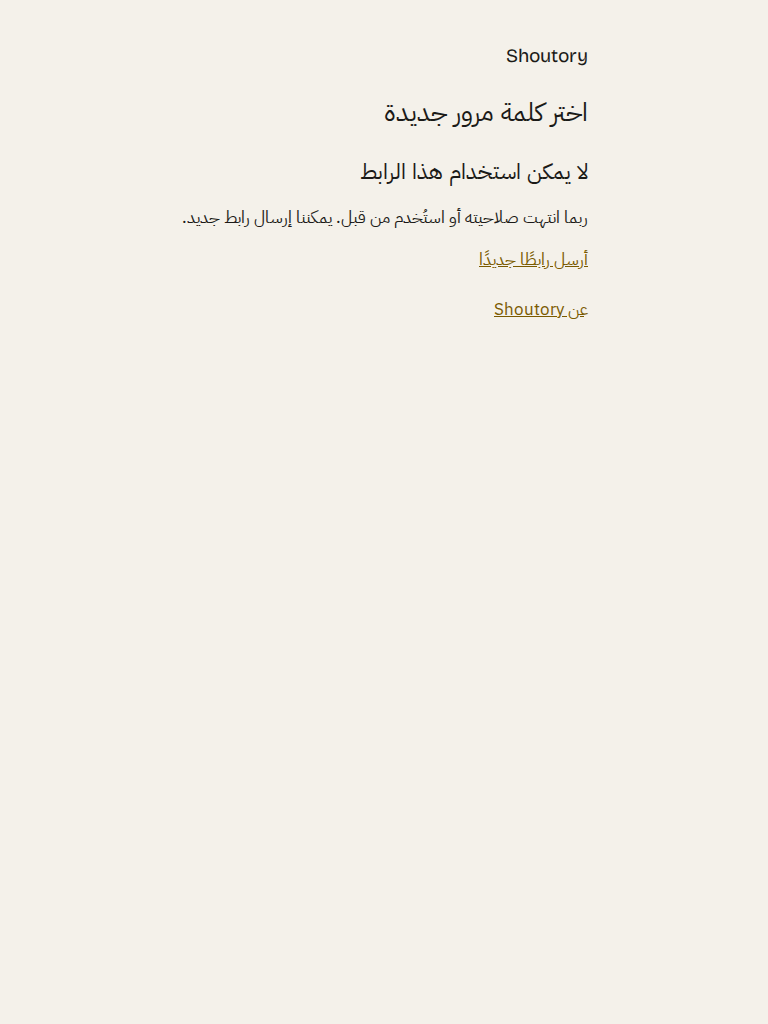 Shoutory
اختر كلمة مرور جديدة
لا يمكن استخدام هذا الرابط
ربما انتهت صلاحيته أو استُخدم من قبل. يمكننا إرسال رابط جديد.
أرسل رابطًا جديدًا
عن Shoutory